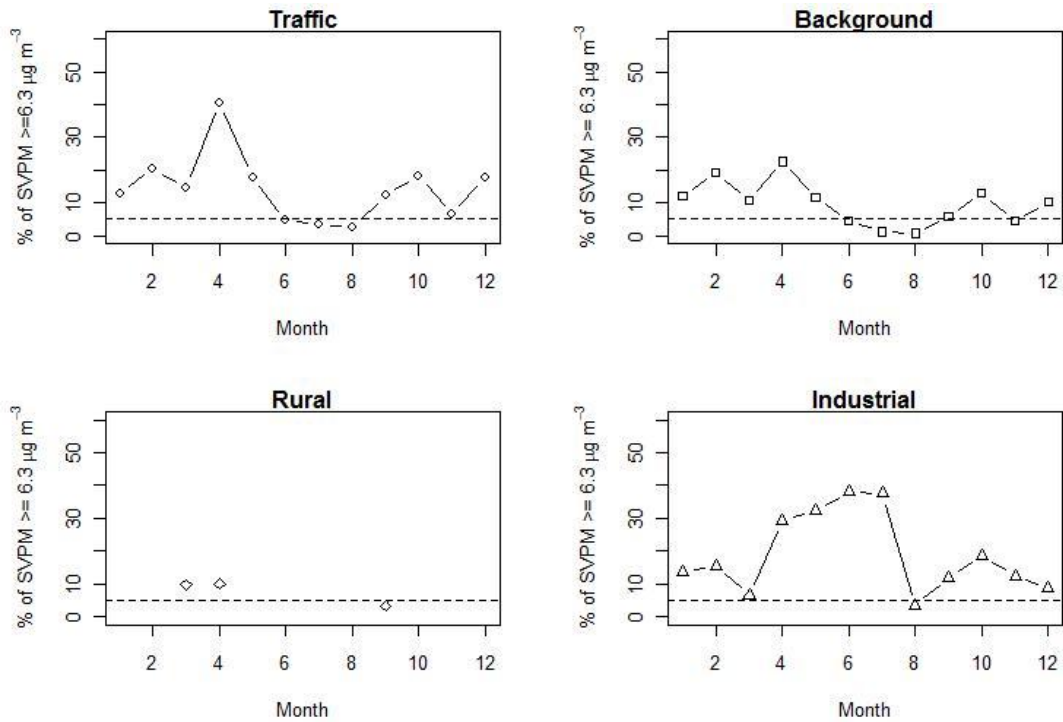 Traffic
% of SVPM >=6.3 µg m⁻³
50
30
10
0
2 4 6 8 10 12
Month
Background
% of SVPM >= 6.3 µg m⁻³
50
30
10
0
2 4 6 8 10 12
Month
Rural
% of SVPM >= 6.3 µg m⁻³
50
30
10
0
2 4 6 8 10 12
Month
Industrial
% of SVPM >= 6.3 µg m⁻³
50
30
10
0
2 4 6 8 10 12
Month